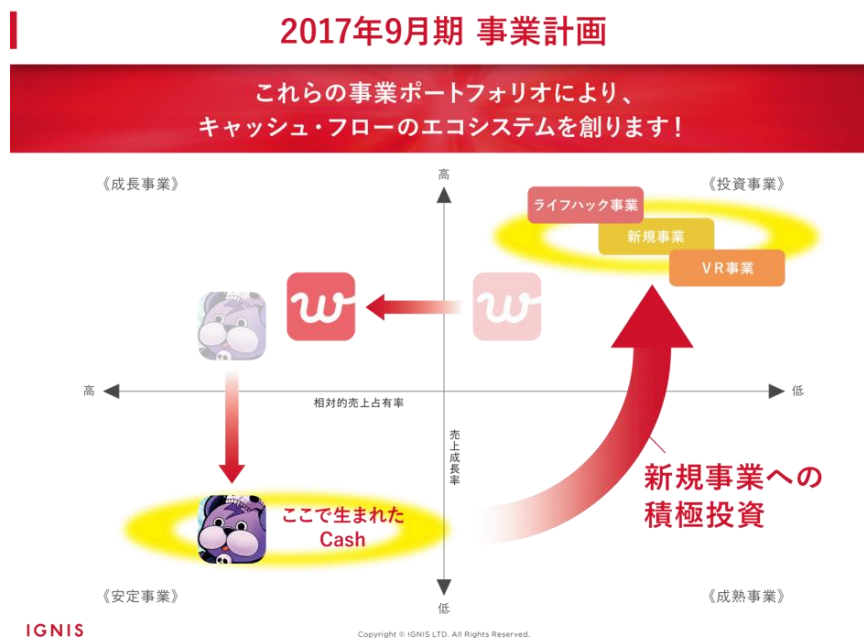 2017年9月期 事業計画
これらの事業ポートフォリオにより、
キャッシュ・フローのエコシステムを創ります！
《成長事業》
高
《投資事業》
ライフハック事業
新規事業
VR事業
w
w
高
低
相対的売上占有率
売上成長率
新規事業への
積極投資
ここで生まれた
Cash
《安定事業》
低
《成熟事業》
IGNIS
Copyright © IGNIS LTD. All Rights Reserved.